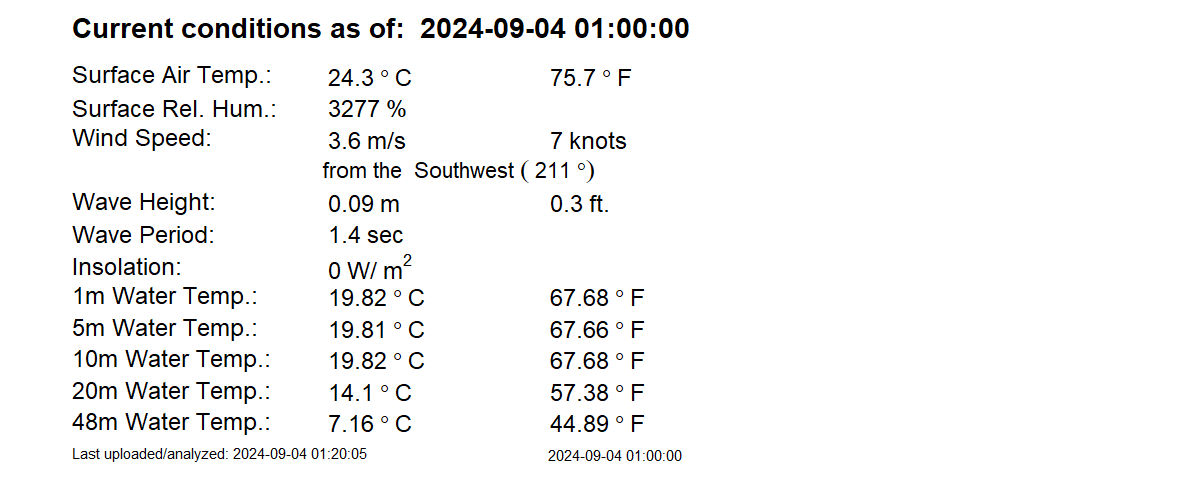 Current conditions as of:  2024-09-04 01:00:00
Surface Air Temp.: 24.3 ° C 75.7 ° F
Surface Rel. Hum.: 3277 %
Wind Speed: 3.6 m/s 7 knots
from the  Southwest ( 211 °)
Wave Height: 0.09 m 0.3 ft.
Wave Period: 1.4 sec
Insolation: 0 W/ m²
1m Water Temp.: 19.82 ° C 67.68 ° F
5m Water Temp.: 19.81 ° C 67.66 ° F
10m Water Temp.: 19.82 ° C 67.68 ° F
20m Water Temp.: 14.1 ° C 57.38 ° F
48m Water Temp.: 7.16 ° C 44.89 ° F
Last uploaded/analyzed: 2024-09-04 01:20:05 2024-09-04 01:00:00